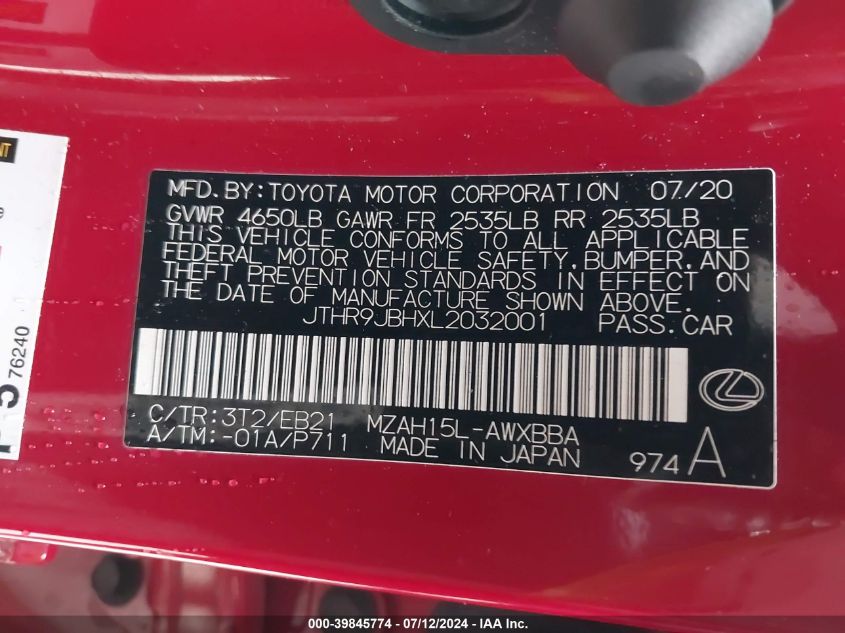 NT
5 76240
MFD. BY: TOYOTA MOTOR CORPORATION 07/20
GVWR 4650LB GAWR FR 2535LB RR 2535LB
THIS VEHICLE CONFORMS TO ALL APPLICABLE
FEDERAL MOTOR VEHICLE SAFETY, BUMPER, AND
THEFT PREVENTION STANDARDS IN EFFECT ON
THE DATE OF MANUFACTURE SHOWN ABOVE.
JTHR9JBHXL2032001 PASS.CAR
C/TR: 3T2/EB21 MZAH15L-AWXBBA
A/TM: -01A/P711 MADE IN JAPAN 974 A
000-39845774 - 07/12/2024 - IAA Inc.